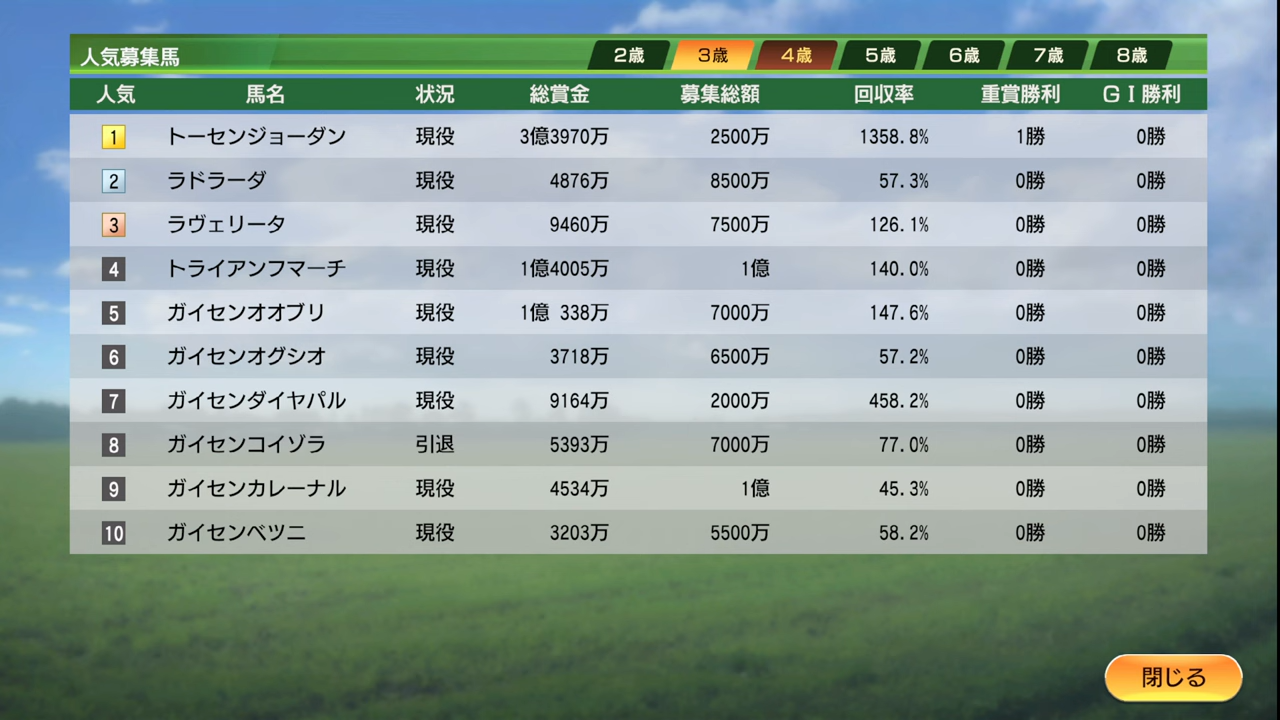 人気募集馬 2歳 3歳 4歳 5歳 6歳 7歳 8歳
人気 馬名 状況 総賞金 募集総額 回収率 重賞勝利 GⅠ勝利
1 トーセンジョーダン 現役 3億3970万 2500万 1358.8% 1勝 0勝
2 ラドラーダ 現役 4876万 8500万 57.3% 0勝 0勝
3 ラヴェリータ 現役 9460万 7500万 126.1% 0勝 0勝
4 トライアンフマーチ 現役 1億4005万 1億 140.0% 0勝 0勝
5 ガイセンオオブリ 現役 1億 338万 7000万 147.6% 0勝 0勝
6 ガイセンオグシオ 現役 3718万 6500万 57.2% 0勝 0勝
7 ガイセンダイヤパル 現役 9164万 2000万 458.2% 0勝 0勝
8 ガイセンコイゾラ 引退 5393万 7000万 77.0% 0勝 0勝
9 ガイセンカレーナル 現役 4534万 1億 45.3% 0勝 0勝
10 ガイセンベツニ 現役 3203万 5500万 58.2% 0勝 0勝
閉じる